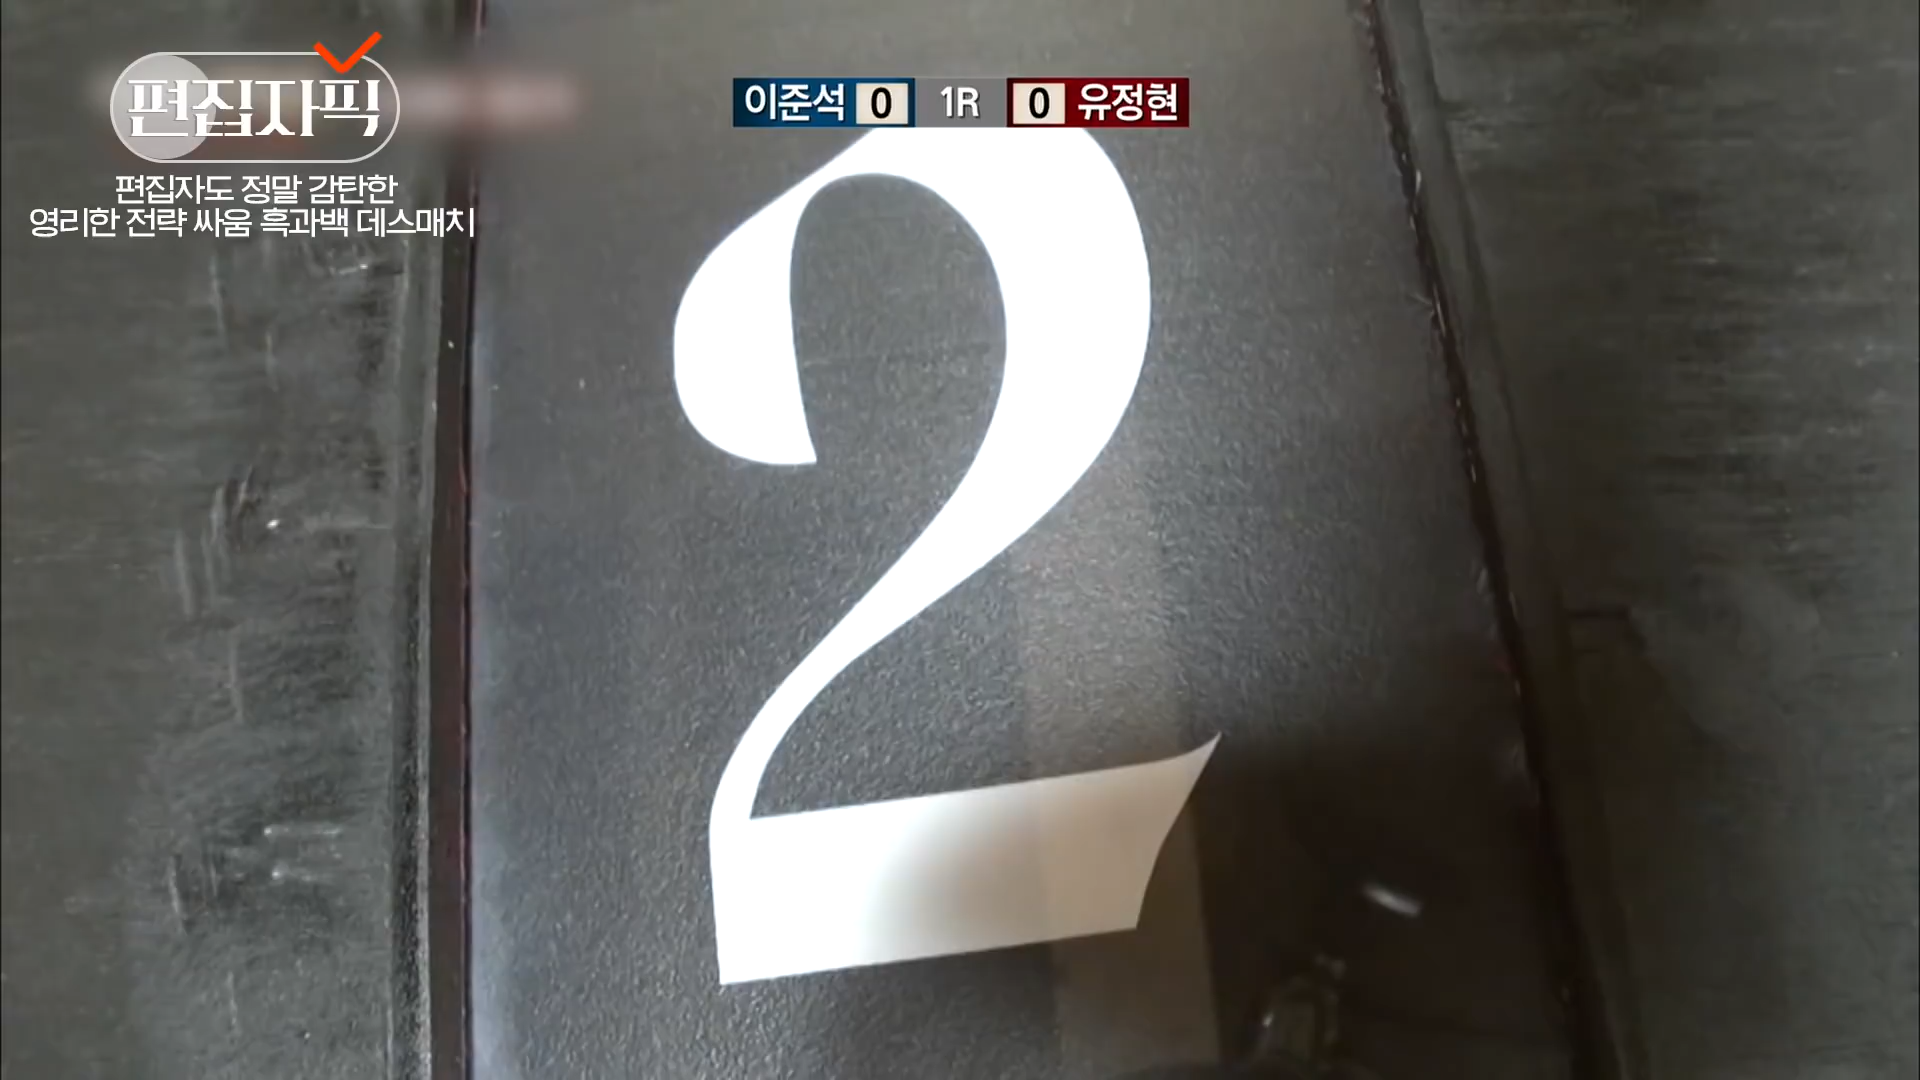 편집자픽
편집자도 정말 감탄한
영리한 전략 싸움 흑과백 데스매치
이준석 0 1R 0 유정현
2